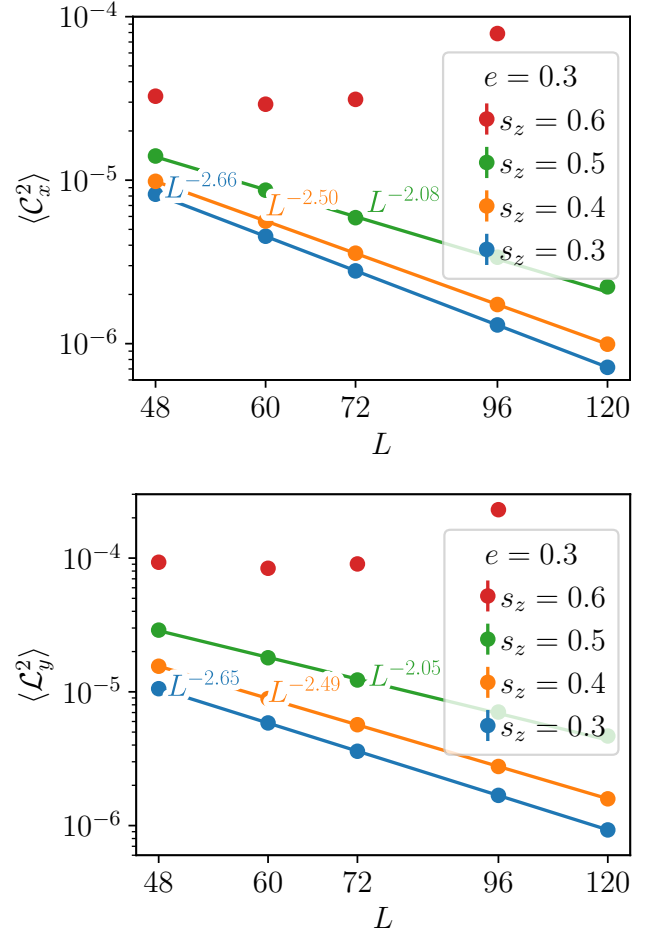 10^{-4}
10^{-5}
10^{-6}
⟨𝒞_x^2⟩
L^{-2.66}
L^{-2.50}
L^{-2.08}
e = 0.3
s_z = 0.6
s_z = 0.5
s_z = 0.4
s_z = 0.3
48 60 72 96 120
L
10^{-4}
10^{-5}
10^{-6}
⟨ℒ_y^2⟩
L^{-2.65}
L^{-2.49}
L^{-2.05}
e = 0.3
s_z = 0.6
s_z = 0.5
s_z = 0.4
s_z = 0.3
48 60 72 96 120
L